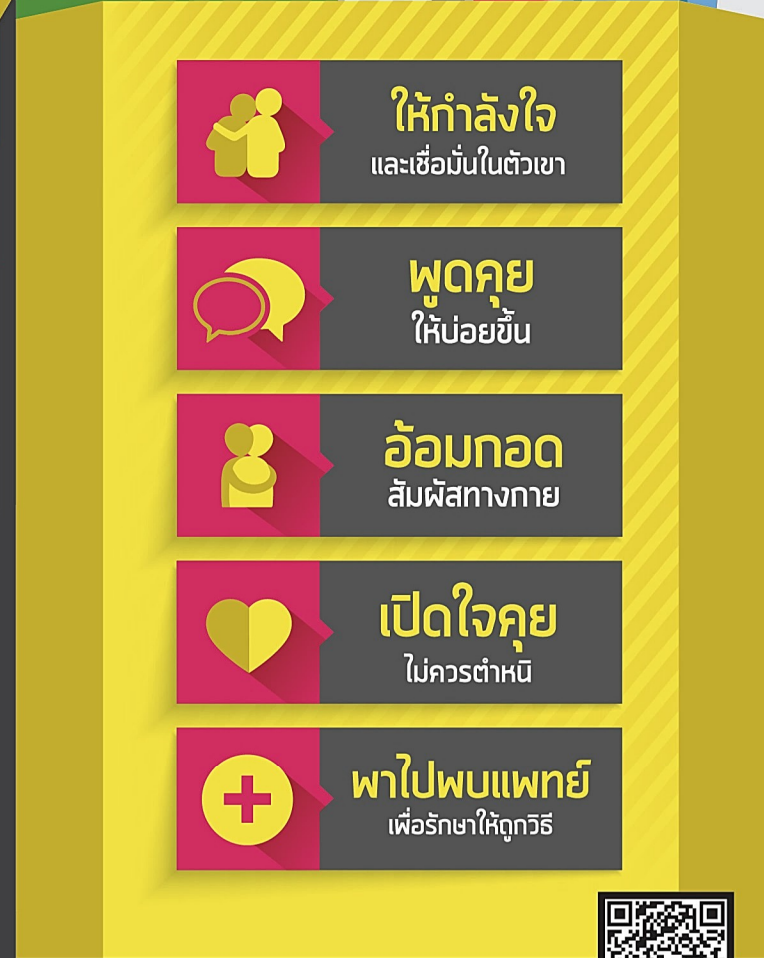 ให้กำลังใจ
และเชื่อมั่นในตัวเขา
พูดคุย
ให้บ่อยขึ้น
อ้อมกอด
สัมผัสทางกาย
เปิดใจคุย
ไม่ควรตำหนิ
พาไปพบแพทย์
เพื่อรักษาให้ถูกวิธี